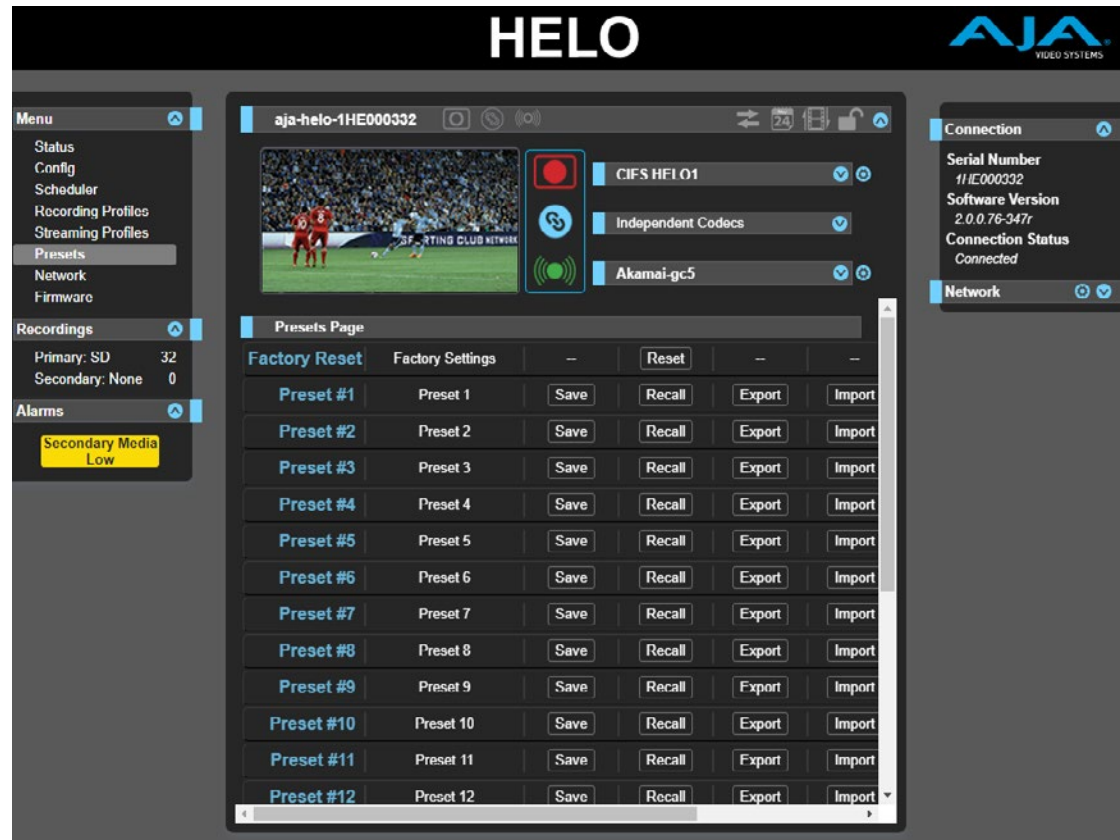 HELO
AJA
VIDEO SYSTEMS
Menu
Status
Config
Scheduler
Recording Profiles
Streaming Profiles
Presets
Network
Firmware
Recordings
Primary: SD 32
Secondary: None 0
Alarms
Secondary Media
Low
aja-helo-1HE000332 24
SPORTING CLUB NETWORK
CIES HELO1
Independent Codecs
Akamai-gc5
Presets Page
Factory Reset Factory Settings -- Reset -- --
Preset #1 Preset 1 Save Recall Export Import
Preset #2 Preset 2 Save Recall Export Import
Preset #3 Preset 3 Save Recall Export Import
Preset #4 Preset 4 Save Recall Export Import
Preset #5 Preset 5 Save Recall Export Import
Preset #6 Preset 6 Save Recall Export Import
Preset #7 Preset 7 Save Recall Export Import
Preset #8 Preset 8 Save Recall Export Import
Preset #9 Preset 9 Save Recall Export Import
Preset #10 Preset 10 Save Recall Export Import
Preset #11 Preset 11 Save Recall Export Import
Preset #12 Preset 12 Save Recall Export Import
Connection
Serial Number
1HE000332
Software Version
2.0.0.76-347r
Connection Status
Connected
Network